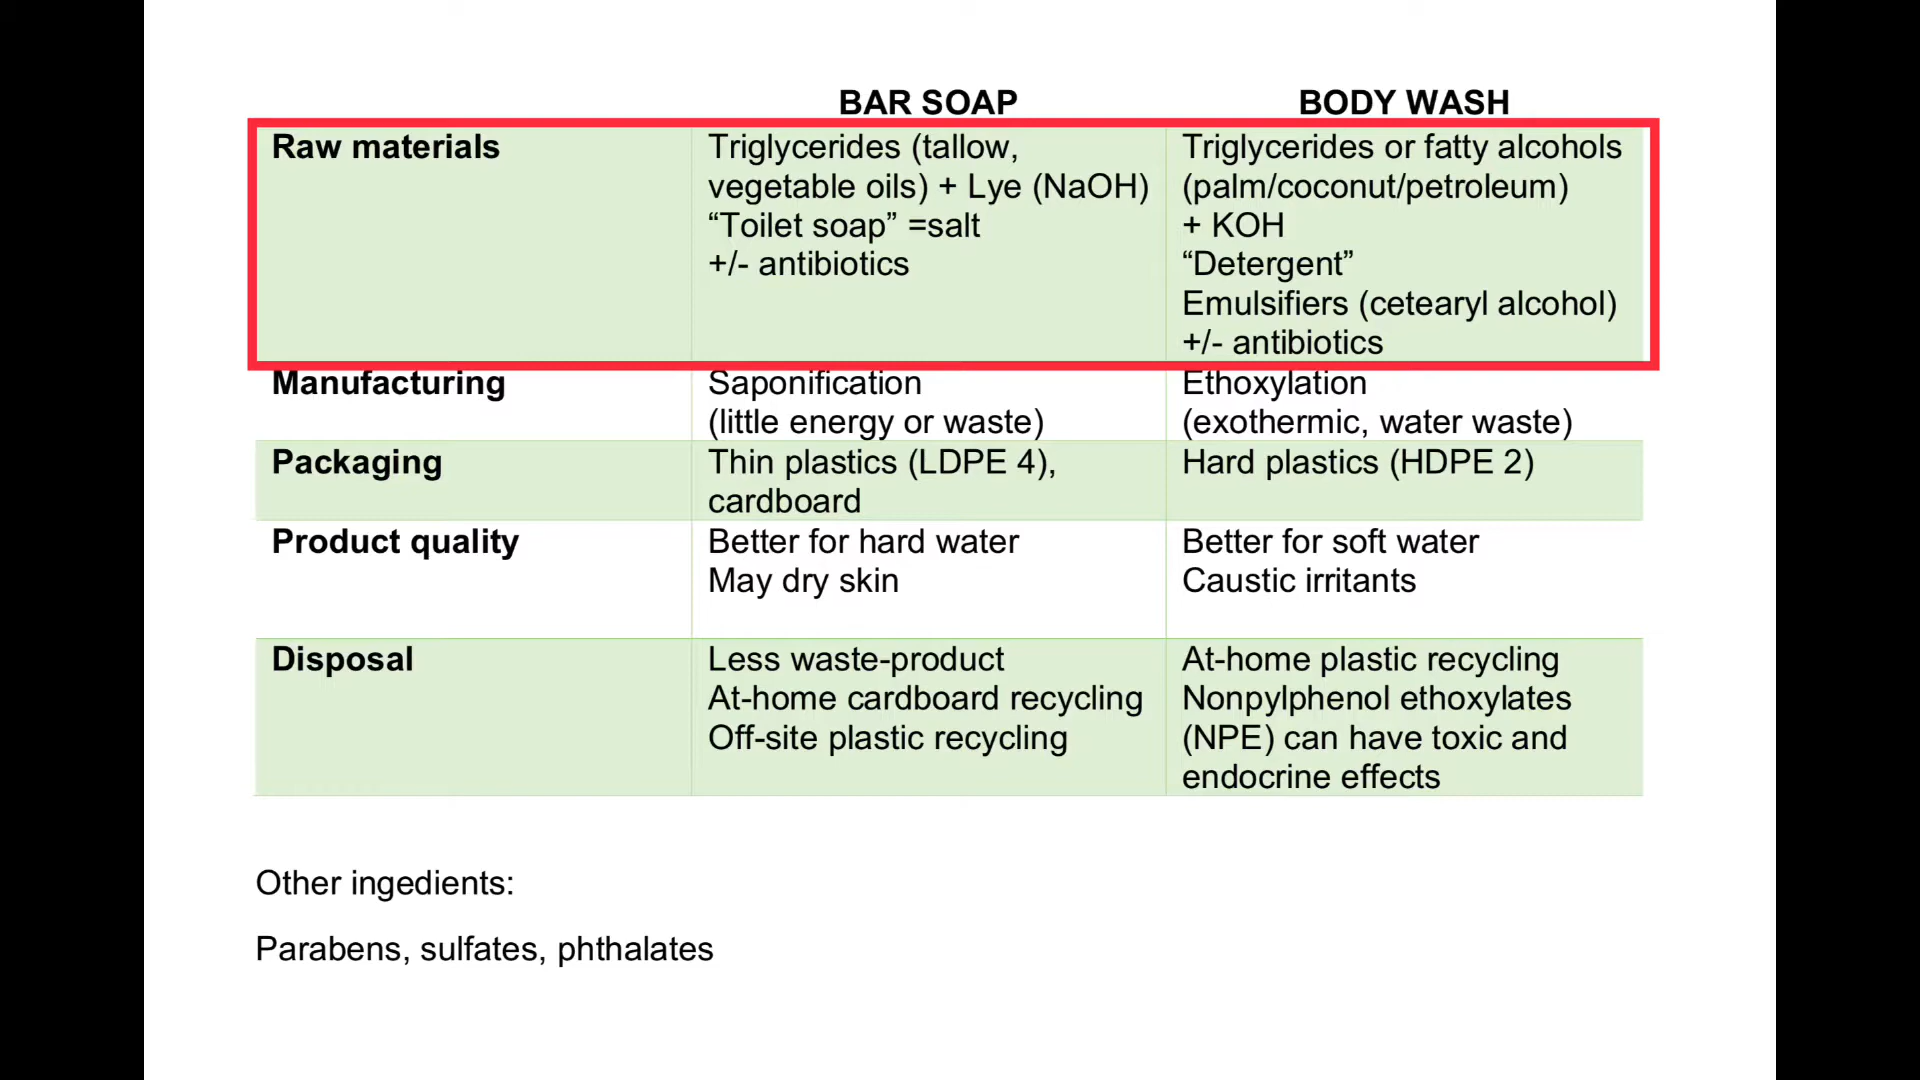 BAR SOAP BODY WASH
Raw materials
Triglycerides (tallow,
vegetable oils) + Lye (NaOH)
“Toilet soap” =salt
+/- antibiotics
Triglycerides or fatty alcohols
(palm/coconut/petroleum)
+ KOH
“Detergent”
Emulsifiers (cetearyl alcohol)
+/- antibiotics
Manufacturing
Saponification
(little energy or waste)
Ethoxylation
(exothermic, water waste)
Packaging
Thin plastics (LDPE 4),
cardboard
Hard plastics (HDPE 2)
Product quality
Better for hard water
May dry skin
Better for soft water
Caustic irritants
Disposal
Less waste-product
At-home cardboard recycling
Off-site plastic recycling
At-home plastic recycling
Nonpylphenol ethoxylates
(NPE) can have toxic and
endocrine effects
Other ingedients:
Parabens, sulfates, phthalates